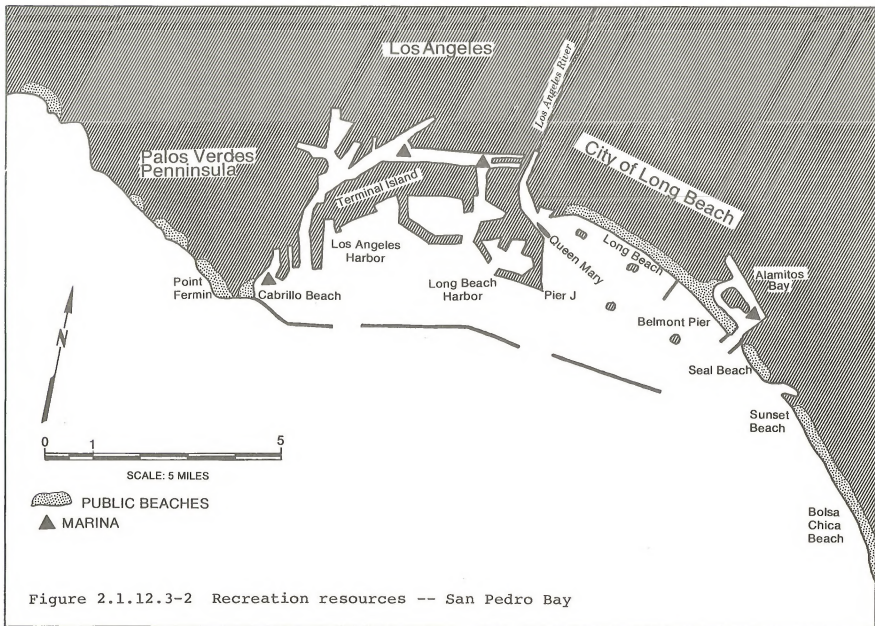 Los Angeles
Los Angeles River
Palos Verdes
Penninsula
City of Long Beach
Terminal Island
Los Angeles
Harbor
Long Beach
Harbor
Queen Mary
Long Beach
Alamitos
Bay
Point
Fermin
Cabrillo Beach
Pier J
Belmont Pier
Seal Beach
Sunset
Beach
Bolsa
Chica
Beach
N
0 1 5
SCALE: 5 MILES
PUBLIC BEACHES
MARINA
Figure 2.1.12.3-2 Recreation resources -- San Pedro Bay